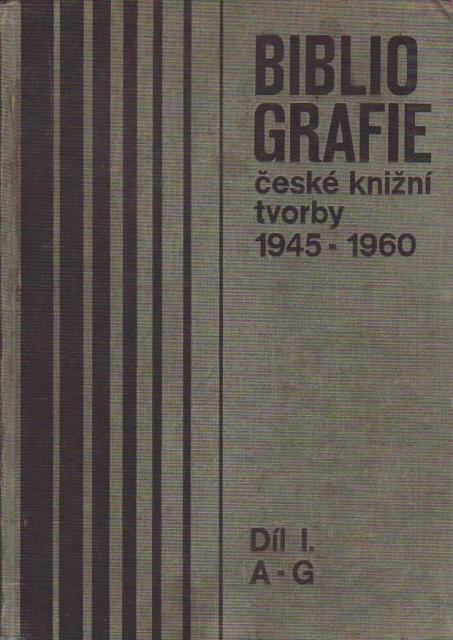 BIBLIO
GRAFIE
české knižní
tvorby
1945 - 1960
Díl I.
A - G